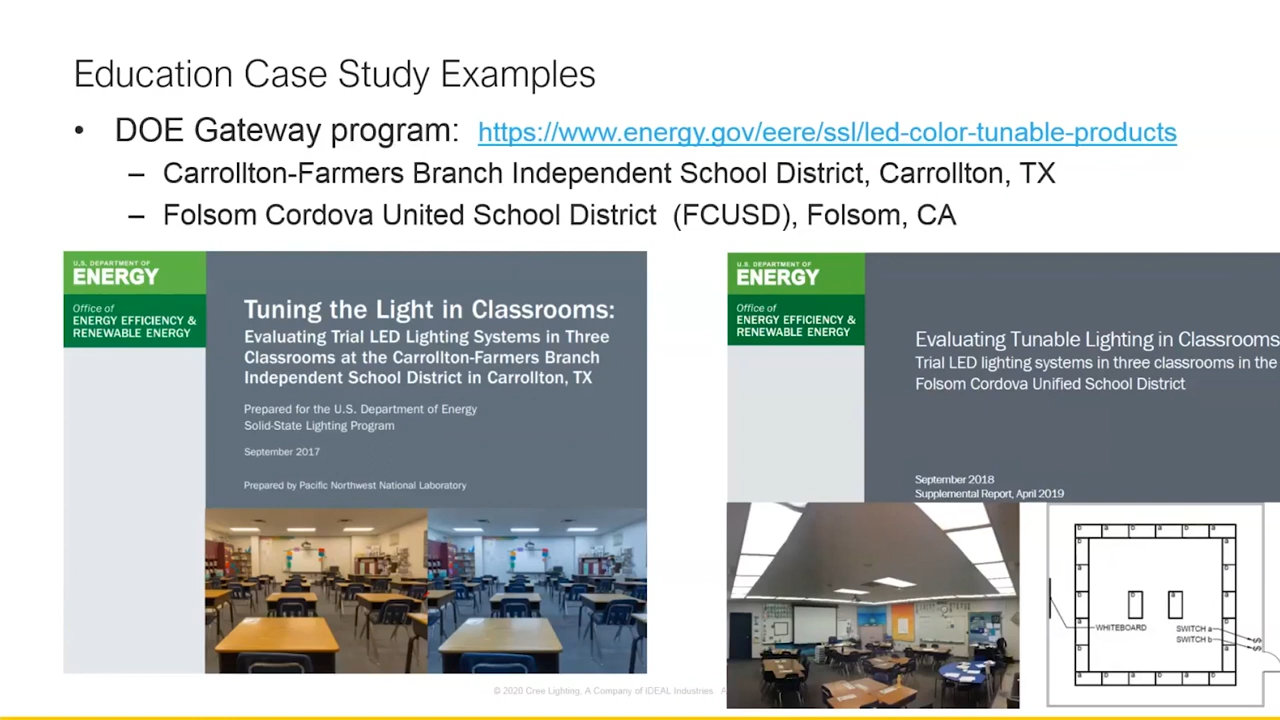 Education Case Study Examples
• DOE Gateway program: https://www.energy.gov/eere/ssl/led-color-tunable-products
– Carrollton-Farmers Branch Independent School District, Carrollton, TX
– Folsom Cordova United School District (FCUSD), Folsom, CA
U.S. DEPARTMENT OF
ENERGY
Office of
ENERGY EFFICIENCY &
RENEWABLE ENERGY
Tuning the Light in Classrooms:
Evaluating Trial LED Lighting Systems in Three
Classrooms at the Carrollton-Farmers Branch
Independent School District in Carrollton, TX
Prepared for the U.S. Department of Energy
Solid-State Lighting Program
September 2017
Prepared by Pacific Northwest National Laboratory
U.S. DEPARTMENT OF
ENERGY
Office of
ENERGY EFFICIENCY &
RENEWABLE ENERGY
Evaluating Tunable Lighting in Classrooms
Trial LED lighting systems in three classrooms in the
Folsom Cordova Unified School District
September 2018
Supplemental Report, April 2019
WHITEBOARD
SWITCH a
SWITCH b
© 2020 Cree Lighting, A Company of IDEAL Industries. A